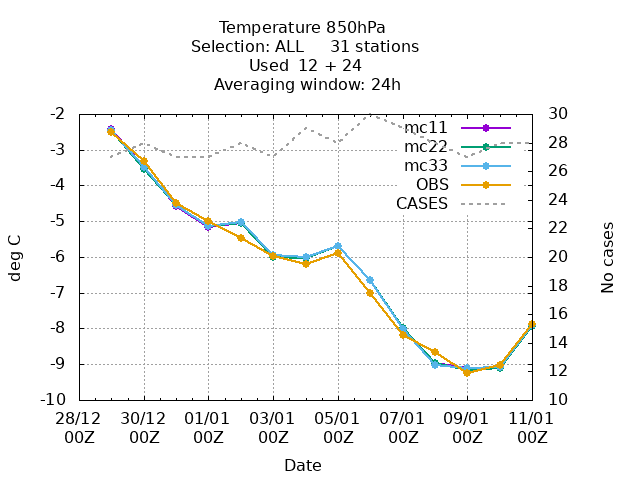 Temperature 850hPa
Selection: ALL     31 stations
Used  12 + 24
Averaging window: 24h
-2
-3
-4
-5
-6
-7
-8
-9
-10
deg C
30
28
26
24
22
20
18
16
14
12
10
No cases
mc11
mc22
mc33
OBS
CASES
28/12 30/12 01/01 03/01 05/01 07/01 09/01 11/01
00Z 00Z 00Z 00Z 00Z 00Z 00Z 00Z
Date